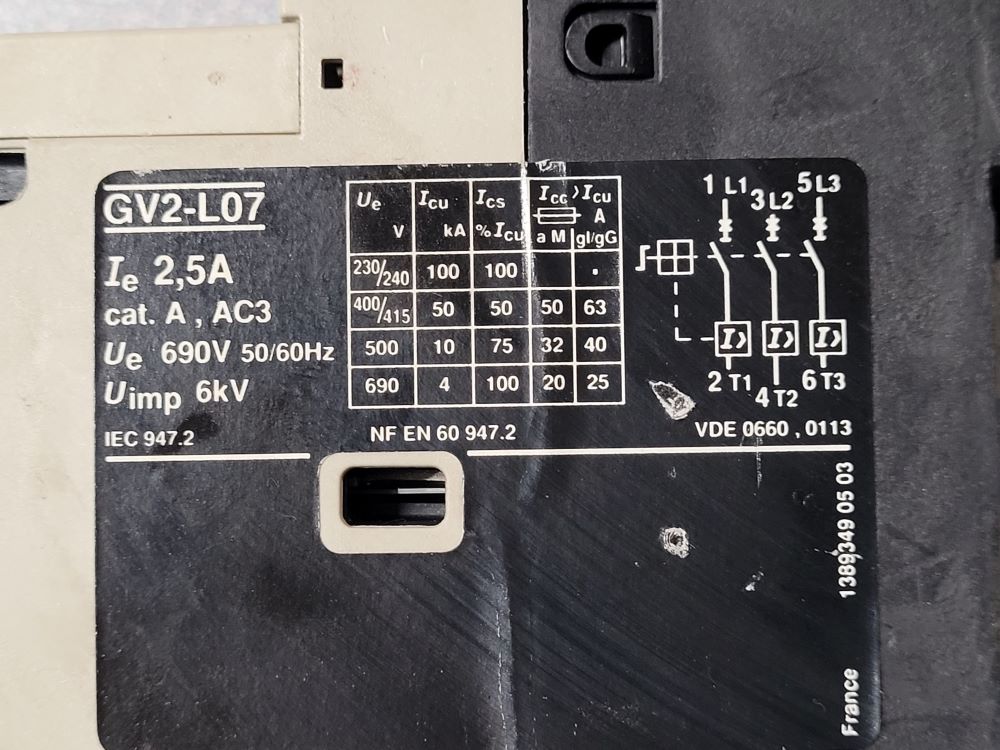 GV2-L07
Ie 2,5A
cat. A , AC3
Ue 690V 50/60Hz
Uimp 6kV
IEC 947.2
Ue Icu Ics Icc>Icu
V kA %Icu A
a M gl/gG
230/240 100 100 .
400/415 50 50 50 63
500 10 75 32 40
690 4 100 20 25
NF EN 60 947.2
1 L1 3 L2 5 L3
I> I> I>
2 T1 4 T2 6 T3
VDE 0660 , 0113
1389349 05 03
France